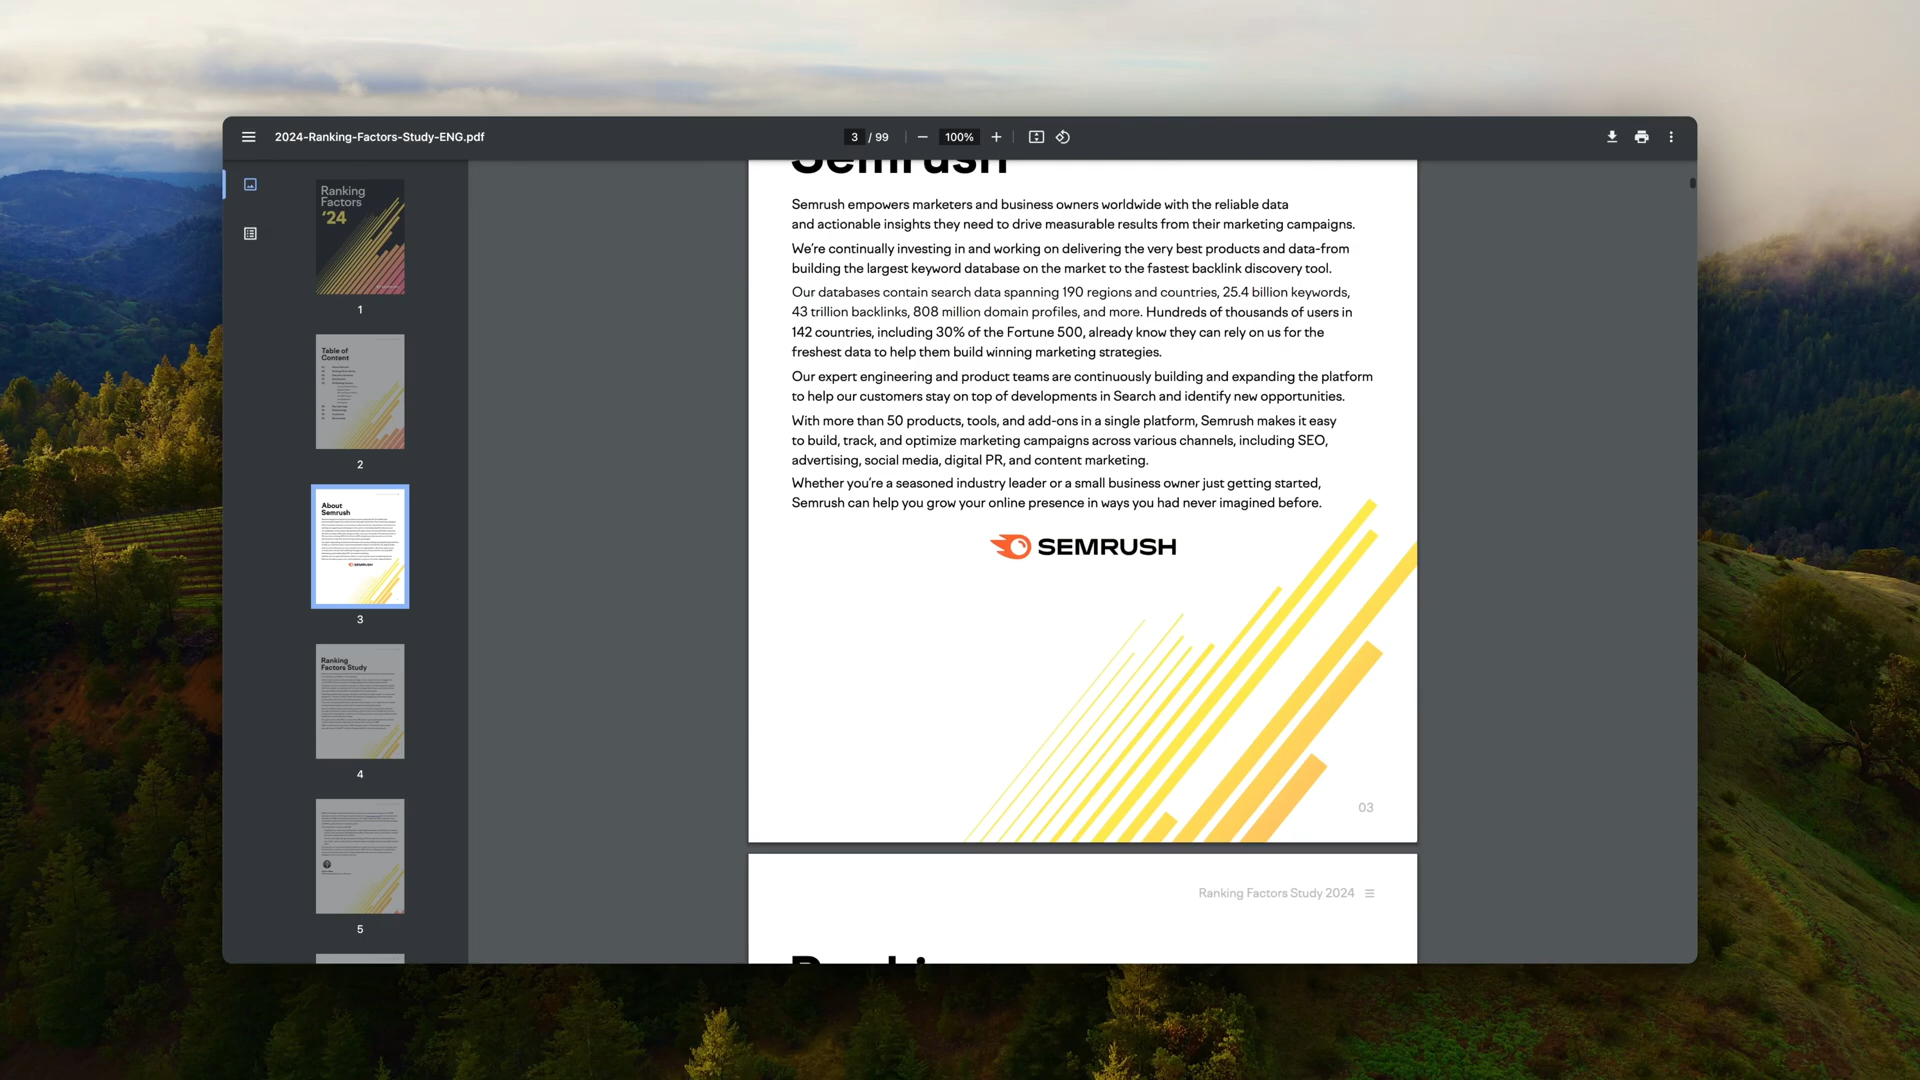 2024-Ranking-Factors-Study-ENG.pdf
3 / 99
100%
Ranking
Factors
'24
1
Table of
Content
2
About
Semrush
SEMRUSH
3
Ranking
Factors Study
4
5
Semrush
Semrush empowers marketers and business owners worldwide with the reliable data
and actionable insights they need to drive measurable results from their marketing campaigns.
We're continually investing in and working on delivering the very best products and data-from
building the largest keyword database on the market to the fastest backlink discovery tool.
Our databases contain search data spanning 190 regions and countries, 25.4 billion keywords,
43 trillion backlinks, 808 million domain profiles, and more. Hundreds of thousands of users in
142 countries, including 30% of the Fortune 500, already know they can rely on us for the
freshest data to help them build winning marketing strategies.
Our expert engineering and product teams are continuously building and expanding the platform
to help our customers stay on top of developments in Search and identify new opportunities.
With more than 50 products, tools, and add-ons in a single platform, Semrush makes it easy
to build, track, and optimize marketing campaigns across various channels, including SEO,
advertising, social media, digital PR, and content marketing.
Whether you're a seasoned industry leader or a small business owner just getting started,
Semrush can help you grow your online presence in ways you had never imagined before.
SEMRUSH
03
Ranking Factors Study 2024